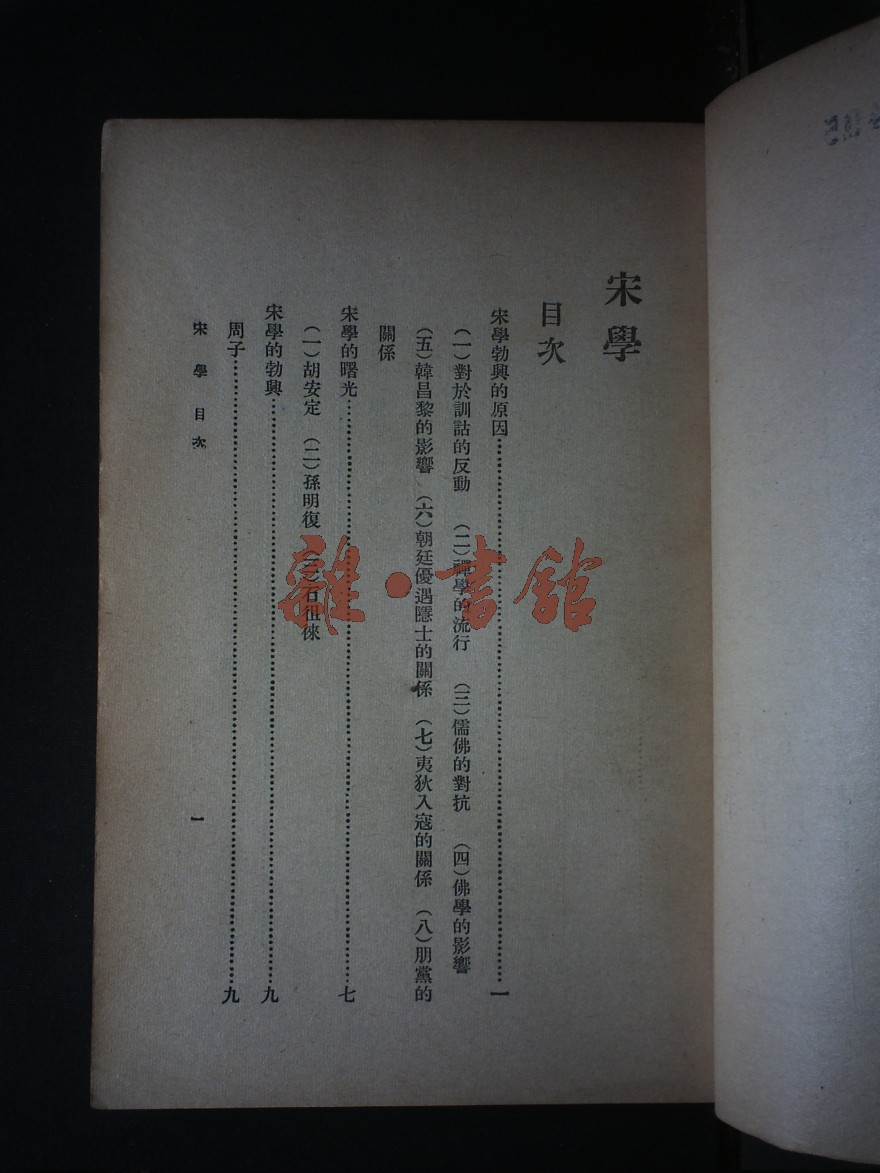 宋學
目次
宋學勃興的原因……一
（一）對於訓詁的反動　（二）禪學的流行　（三）儒佛的對抗　（四）佛學的影響
（五）韓昌黎的影響　（六）朝廷優遇隱士的關係　（七）夷狄入寇的關係　（八）朋黨的
關係
宋學的曙光……七
（一）胡安定　（二）孫明復　（三）石徂徠
宋學的勃興……九
周子……九
宋學 目次
一
雜·書館